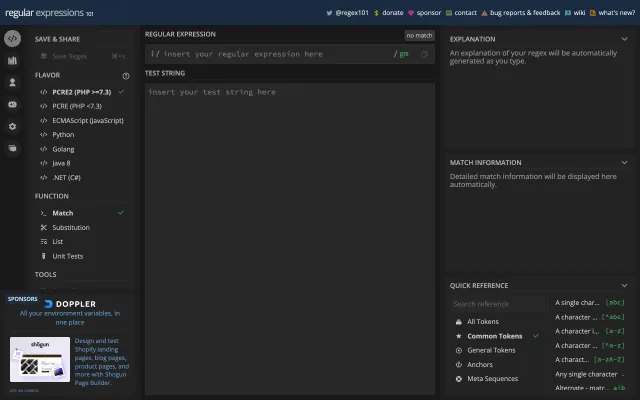 regular expressions 101
@regex101
$ donate
sponsor
contact
bug reports & feedback
wiki
what's new?
SAVE & SHARE
Save Regex
⌘+s
FLAVOR
</> PCRE2 (PHP >=7.3)
</> PCRE (PHP <7.3)
</> ECMAScript (JavaScript)
</> Python
</> Golang
</> Java 8
</> .NET (C#)
FUNCTION
Match
Substitution
List
Unit Tests
TOOLS
SPONSORS
DOPPLER
All your environment variables, in
one place
shogun
Design and test
Shopify landing
pages, blog pages,
product pages, and
more with Shogun
Page Builder.
REGULAR EXPRESSION
no match
/ insert your regular expression here
/ gm
TEST STRING
insert your test string here
EXPLANATION
An explanation of your regex will be automatically
generated as you type.
MATCH INFORMATION
Detailed match information will be displayed here
automatically.
QUICK REFERENCE
Search reference
All Tokens
Common Tokens
General Tokens
Anchors
Meta Sequences
A single char... [abc]
A character ... [^abc]
A character i... [a-z]
A character ... [^a-z]
A charact... [a-zA-Z]
Any single character .
Alternate - matr... a|b